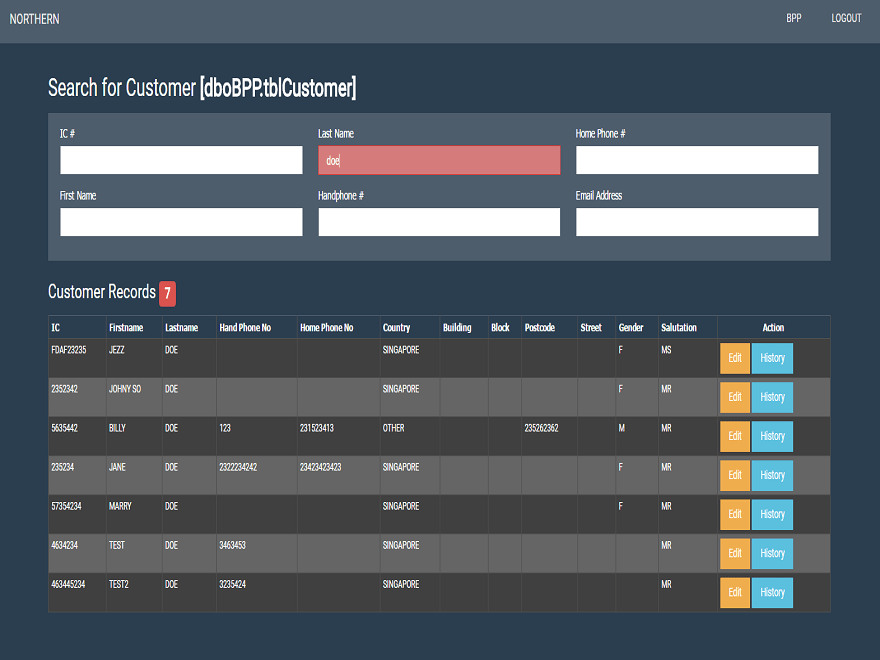 NORTHERN BPP LOGOUT
Search for Customer [dboBPP.tblCustomer]
IC # Last Name Home Phone #
doe
First Name Handphone # Email Address
Customer Records 7
IC Firstname Lastname Hand Phone No Home Phone No Country Building Block Postcode Street Gender Salutation Action
FDAF23235 JEZZ DOE SINGAPORE F MS Edit History
2352342 JOHNY SO DOE SINGAPORE F MR Edit History
5635442 BILLY DOE 123 231523413 OTHER 235262362 M MR Edit History
235234 JANE DOE 2322234242 23423423423 SINGAPORE F MR Edit History
57354234 MARRY DOE SINGAPORE F MR Edit History
4634234 TEST DOE 3463453 SINGAPORE MR Edit History
463445234 TEST2 DOE 3235424 SINGAPORE MR Edit History